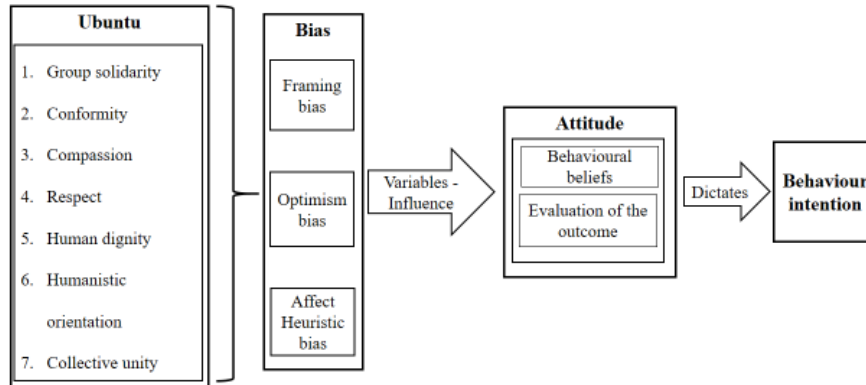 Ubuntu
1. Group solidarity
2. Conformity
3. Compassion
4. Respect
5. Human dignity
6. Humanistic
orientation
7. Collective unity
Bias
Framing
bias
Optimism
bias
Affect
Heuristic
bias
Variables -
Influence
Attitude
Behavioural
beliefs
Evaluation of the
outcome
Dictates
Behaviour
intention